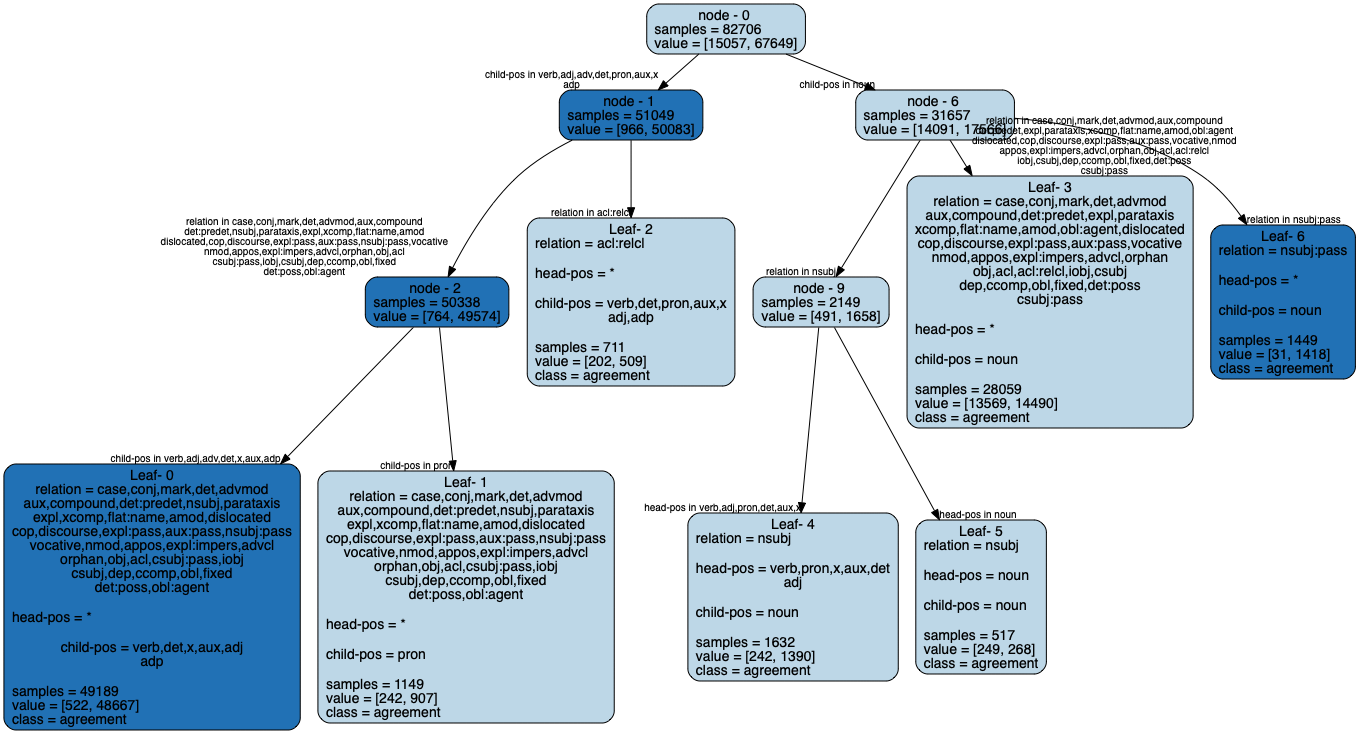 node - 0
samples = 82706
value = [15057, 67649]
child-pos in verb,adj,adv,det,pron,aux,x
adp
child-pos in noun
node - 1
samples = 51049
value = [966, 50083]
node - 6
samples = 31657
value = [14091, 17566]
relation in case,conj,mark,det,advmod,aux,compound
det:predet,expl,parataxis,xcomp,flat:name,amod,obl:agent
dislocated,cop,discourse,expl:pass,aux:pass,vocative,nmod
appos,expl:impers,advcl,orphan,obj,acl,acl:relcl
iobj,csubj,dep,ccomp,obl,fixed,det:poss
csubj:pass
relation in case,conj,mark,det,advmod,aux,compound
det:predet,nsubj,parataxis,expl,xcomp,flat:name,amod
dislocated,cop,discourse,expl:pass,aux:pass,nsubj:pass,vocative
nmod,appos,expl:impers,advcl,orphan,obj,acl
csubj:pass,iobj,csubj,dep,ccomp,obl,fixed
det:poss,obl:agent
relation in acl:relcl
relation in nsubj
relation in nsubj:pass
node - 2
samples = 50338
value = [764, 49574]
Leaf- 2
relation = acl:relcl
head-pos = *
child-pos = verb,det,pron,aux,x
adj,adp
samples = 711
value = [202, 509]
class = agreement
node - 9
samples = 2149
value = [491, 1658]
Leaf- 3
relation = case,conj,mark,det,advmod
aux,compound,det:predet,expl,parataxis
xcomp,flat:name,amod,obl:agent,dislocated
cop,discourse,expl:pass,aux:pass,vocative
nmod,appos,expl:impers,advcl,orphan
obj,acl,acl:relcl,iobj,csubj
dep,ccomp,obl,fixed,det:poss
csubj:pass
head-pos = *
child-pos = noun
samples = 28059
value = [13569, 14490]
class = agreement
Leaf- 6
relation = nsubj:pass
head-pos = *
child-pos = noun
samples = 1449
value = [31, 1418]
class = agreement
child-pos in verb,adj,adv,det,x,aux,adp
child-pos in pron
head-pos in verb,adj,pron,det,aux,x
head-pos in noun
Leaf- 0
relation = case,conj,mark,det,advmod
aux,compound,det:predet,nsubj,parataxis
expl,xcomp,flat:name,amod,dislocated
cop,discourse,expl:pass,aux:pass,nsubj:pass
vocative,nmod,appos,expl:impers,advcl
orphan,obj,acl,csubj:pass,iobj
csubj,dep,ccomp,obl,fixed
det:poss,obl:agent
head-pos = *
child-pos = verb,det,x,aux,adj
adp
samples = 49189
value = [522, 48667]
class = agreement
Leaf- 1
relation = case,conj,mark,det,advmod
aux,compound,det:predet,nsubj,parataxis
expl,xcomp,flat:name,amod,dislocated
cop,discourse,expl:pass,aux:pass,nsubj:pass
vocative,nmod,appos,expl:impers,advcl
orphan,obj,acl,csubj:pass,iobj
csubj,dep,ccomp,obl,fixed
det:poss,obl:agent
head-pos = *
child-pos = pron
samples = 1149
value = [242, 907]
class = agreement
Leaf- 4
relation = nsubj
head-pos = verb,pron,x,aux,det
adj
child-pos = noun
samples = 1632
value = [242, 1390]
class = agreement
Leaf- 5
relation = nsubj
head-pos = noun
child-pos = noun
samples = 517
value = [249, 268]
class = agreement